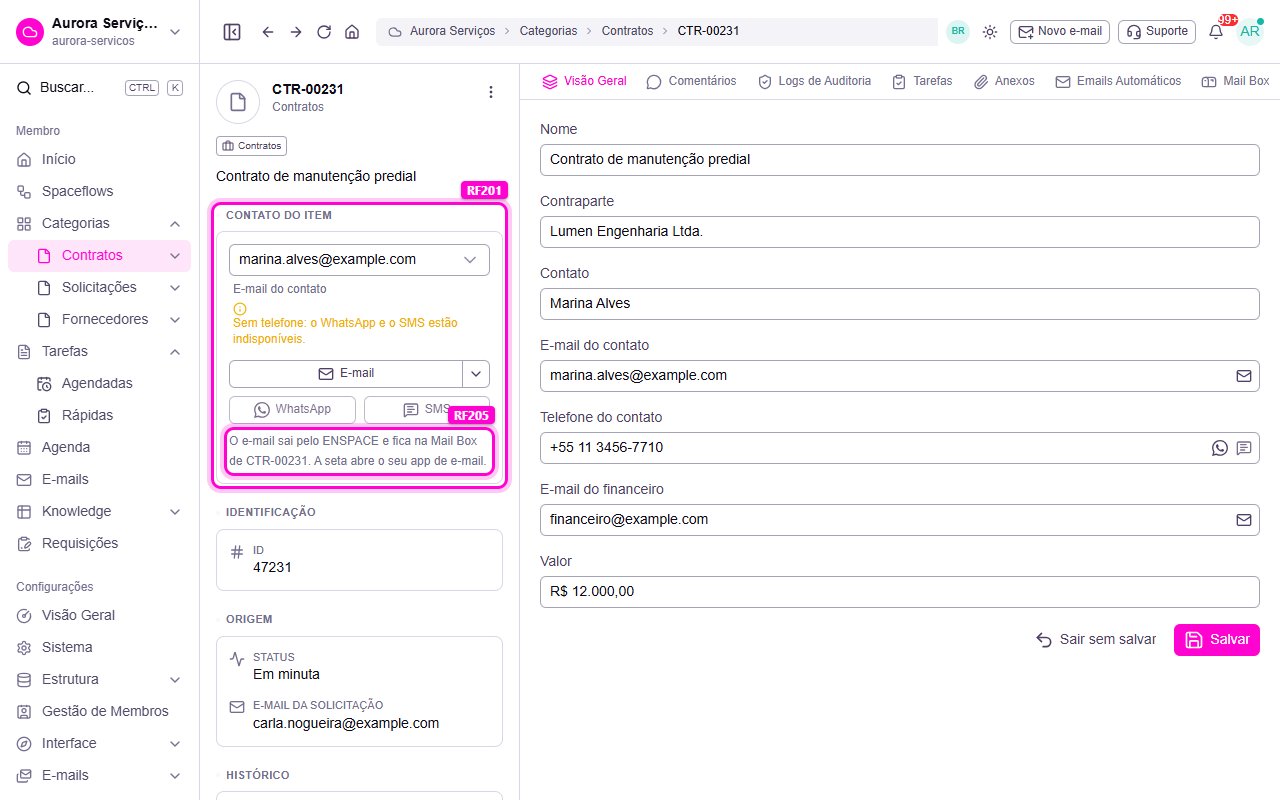 Aurora Serviç...
aurora-servicos
Aurora Serviços
Categorias
Contratos
CTR-00231
BR
Novo e-mail
Suporte
99+
AR
Buscar...
CTRL
K
Membro
Início
Spaceflows
Categorias
Contratos
Solicitações
Fornecedores
Tarefas
Agendadas
Rápidas
Agenda
E-mails
Knowledge
Requisições
Configurações
Visão Geral
Sistema
Estrutura
Gestão de Membros
Interface
E-mails
CTR-00231
Contratos
Contratos
Contrato de manutenção predial
RF201
CONTATO DO ITEM
marina.alves@example.com
E-mail do contato
Sem telefone: o WhatsApp e o SMS estão
indisponíveis.
E-mail
WhatsApp
SMS
RF205
O e-mail sai pelo ENSPACE e fica na Mail Box
de CTR-00231. A seta abre o seu app de e-mail.
IDENTIFICAÇÃO
ID
47231
ORIGEM
STATUS
Em minuta
E-MAIL DA SOLICITAÇÃO
carla.nogueira@example.com
HISTÓRICO
Visão Geral
Comentários
Logs de Auditoria
Tarefas
Anexos
Emails Automáticos
Mail Box
Nome
Contrato de manutenção predial
Contraparte
Lumen Engenharia Ltda.
Contato
Marina Alves
E-mail do contato
marina.alves@example.com
Telefone do contato
+55 11 3456-7710
E-mail do financeiro
financeiro@example.com
Valor
R$ 12.000,00
Sair sem salvar
Salvar